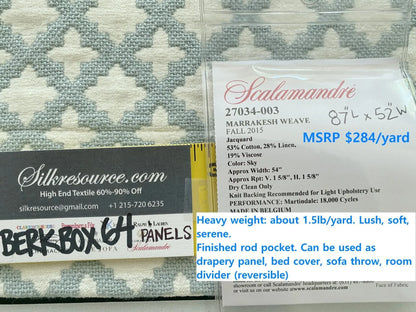 Scalamandré
27034-003
MARRAKESH WEAVE
FALL 2015
87"L x 52"W
MSRP $284/yard
Jacquard
53% Cotton, 28% Linen,
19% Viscose
Color: Sky
Approx Width: 54"
Approx Rpt: V. 1 5/8", H. 1 5/8"
Dry Clean Only
Knit Backing Recommended for Light Upholstery Use
PERFORMANCE: Martindale: 18,000 Cycles
MADE IN BELGIUM
Silkresource.com
High End Textile 60%-90% Off
silkresource@gmail.com
+1 215-720 6235
RALPH LAUREN
Scalamandré
BERK BOX 64 PANELS
Heavy weight: about 1.5lb/yard. Lush, soft,
serene.
Finished rod pocket. Can be used as
drapery panel, bed cover, sofa throw, room
divider (reversible)
Face of Fabric